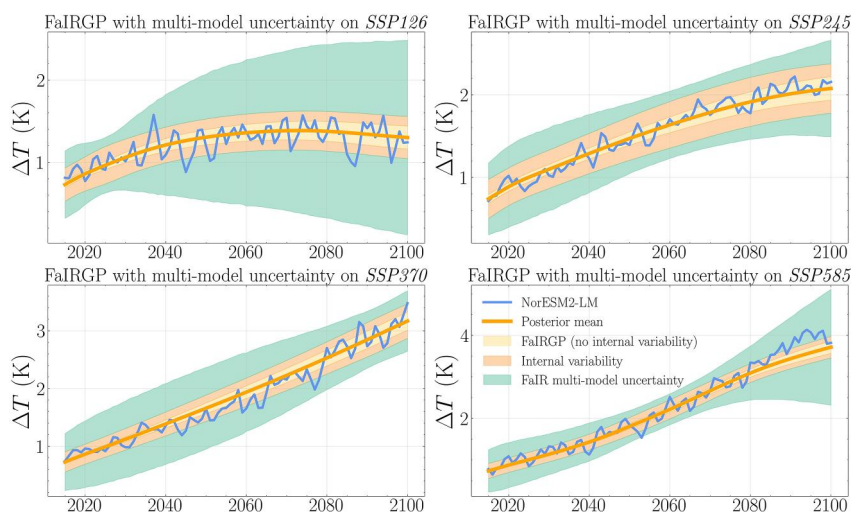 FaIRGP with multi-model uncertainty on SSP126
FaIRGP with multi-model uncertainty on SSP245
ΔT (K)
2
1
2020 2040 2060 2080 2100
ΔT (K)
2
1
2020 2040 2060 2080 2100
FaIRGP with multi-model uncertainty on SSP370
FaIRGP with multi-model uncertainty on SSP585
ΔT (K)
3
2
1
2020 2040 2060 2080 2100
ΔT (K)
4
2
NorESM2-LM
Posterior mean
FaIRGP (no internal variability)
Internal variability
FaIR multi-model uncertainty
2020 2040 2060 2080 2100